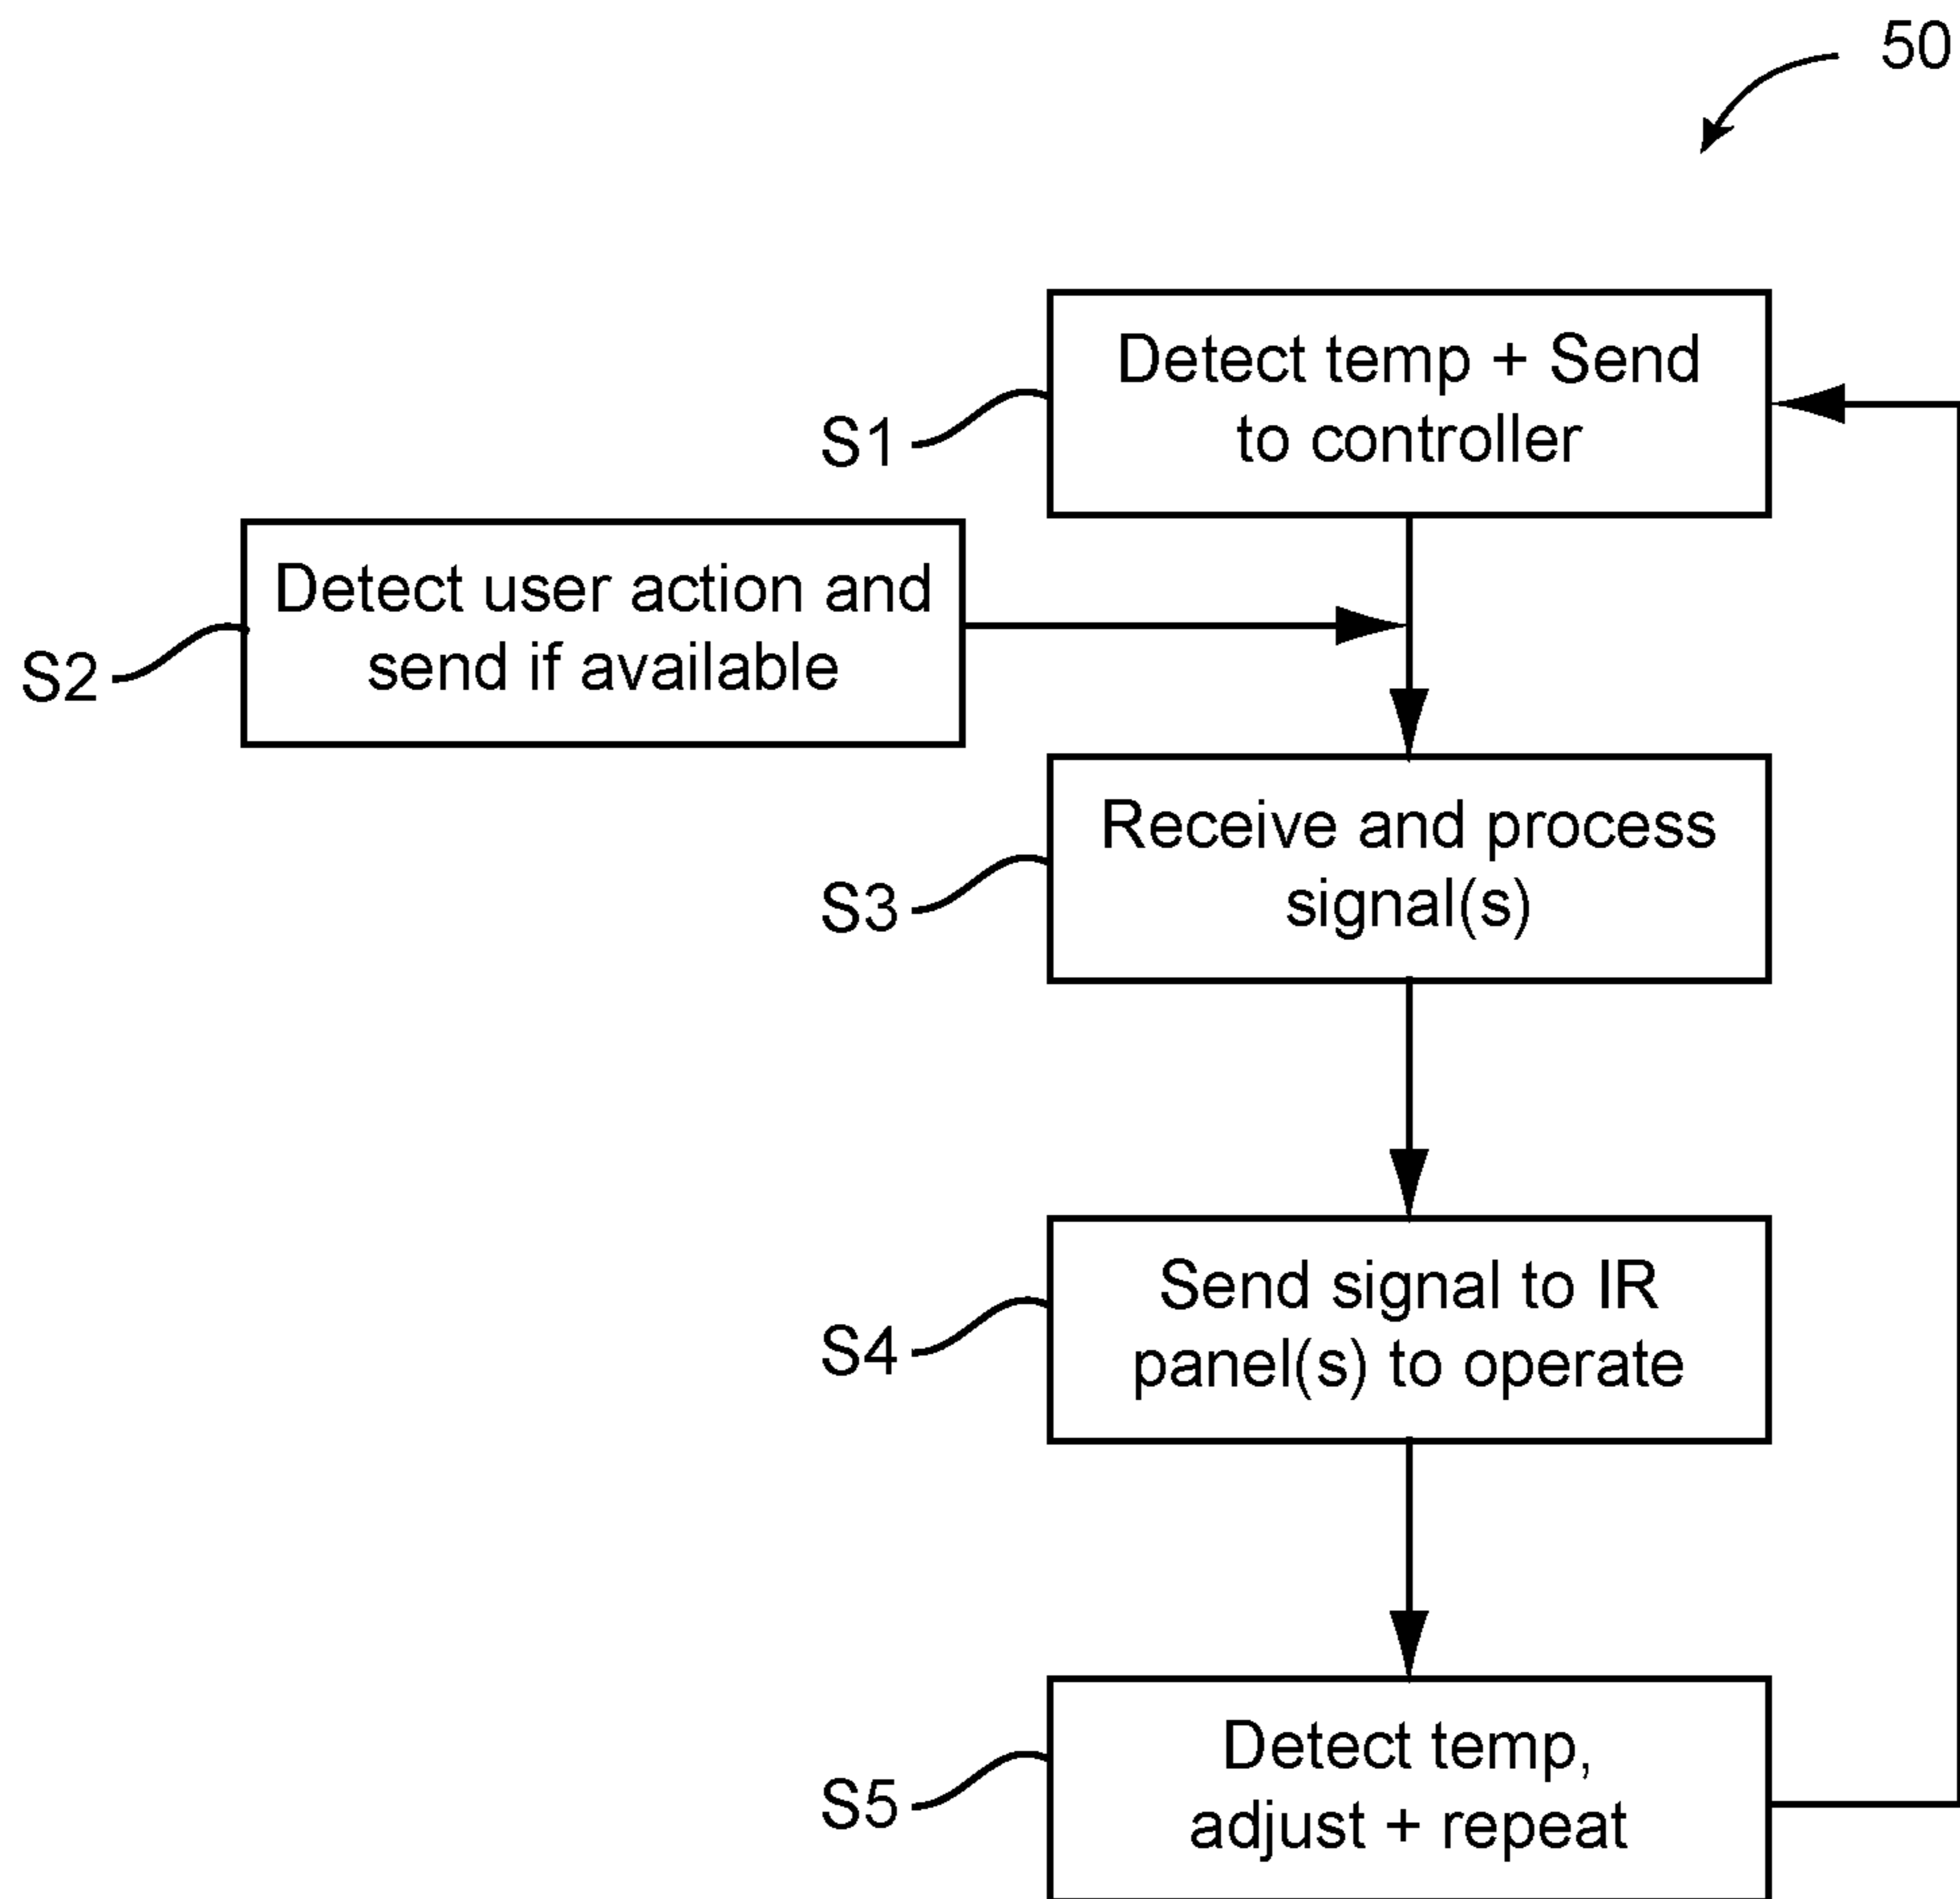 50
Detect temp + Send
to controller
S1
Detect user action and
send if available
S2
Receive and process
signal(s)
S3
Send signal to IR
panel(s) to operate
S4
Detect temp,
adjust + repeat
S5